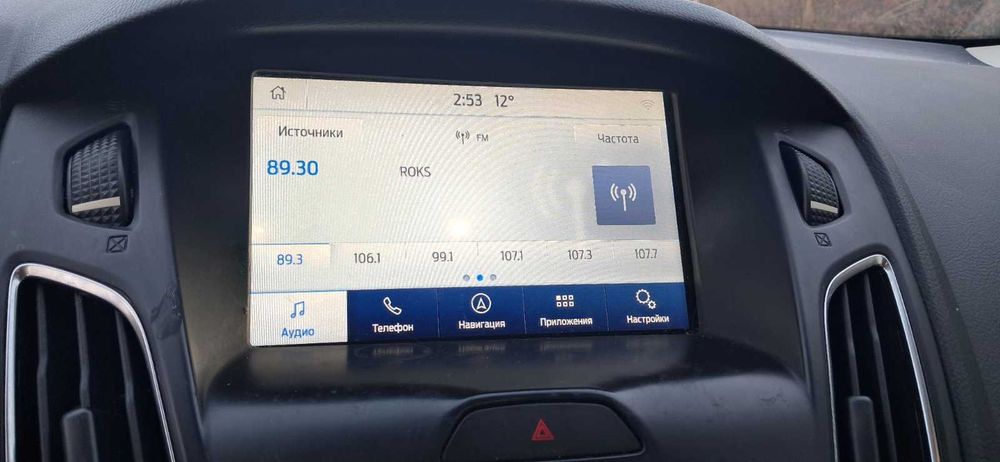 2:53 12°
Источники FM Частота
89.30 ROKS
89.3 106.1 99.1 107.1 107.3 107.7
Аудио Телефон Навигация Приложения Настройки